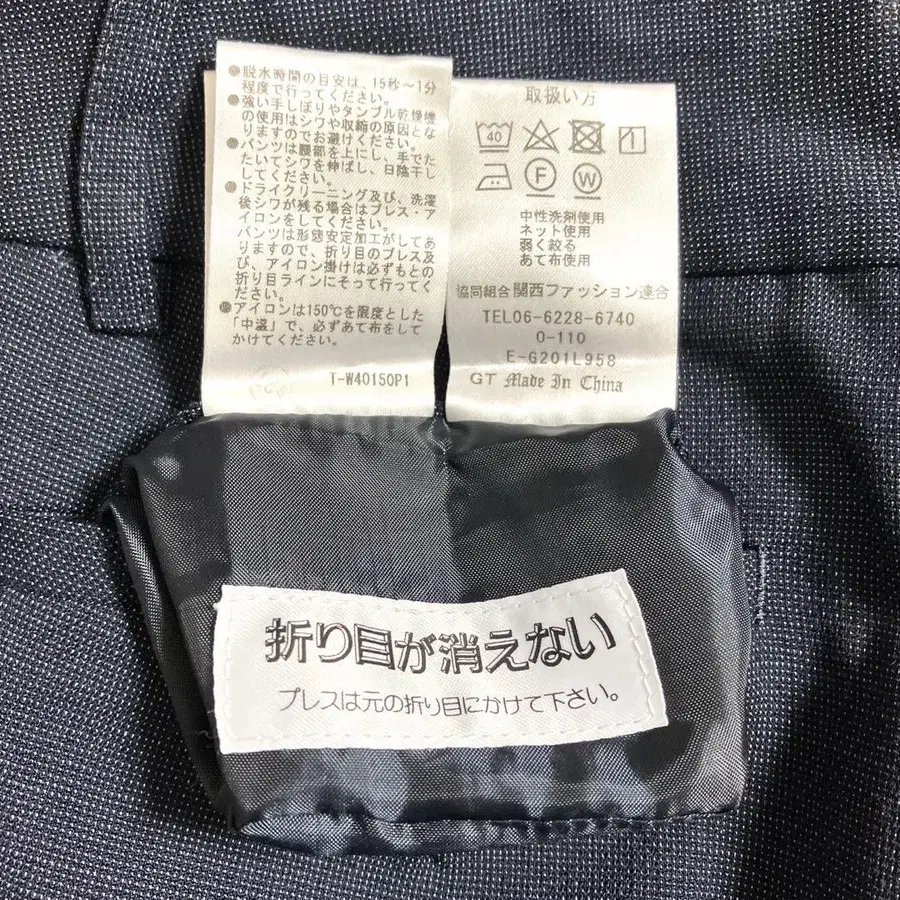 ●脱水時間の目安は、15秒～1分
程度で行ってください。
●強い手しぼりやタンブル乾燥機
の使用はシワや収縮の原因とな
りますのでお避けください。
●パンツは腰部を上にし、手でた
たいてシワを伸ばし、日陰干し
してください。
●ドライクリーニング及び、洗濯
後シワが残る場合はプレス・ア
イロンをしてください。
パンツは形態安定加工がしてあ
りますので、折り目のプレス及
び、アイロン掛けは必ずもとの
折り目ラインにそって行ってく
ださい。
●アイロンは150℃を限度とした
「中温」で、必ずあて布をして
かけてください。
T-W40150P1
取扱い方
40
F W
中性洗剤使用
ネット使用
弱く絞る
あて布使用
協同組合関西ファッション連合
TEL06-6228-6740
0-110
E-G201L958
GT Made In China
折り目が消えない
プレスは元の折り目にかけて下さい。